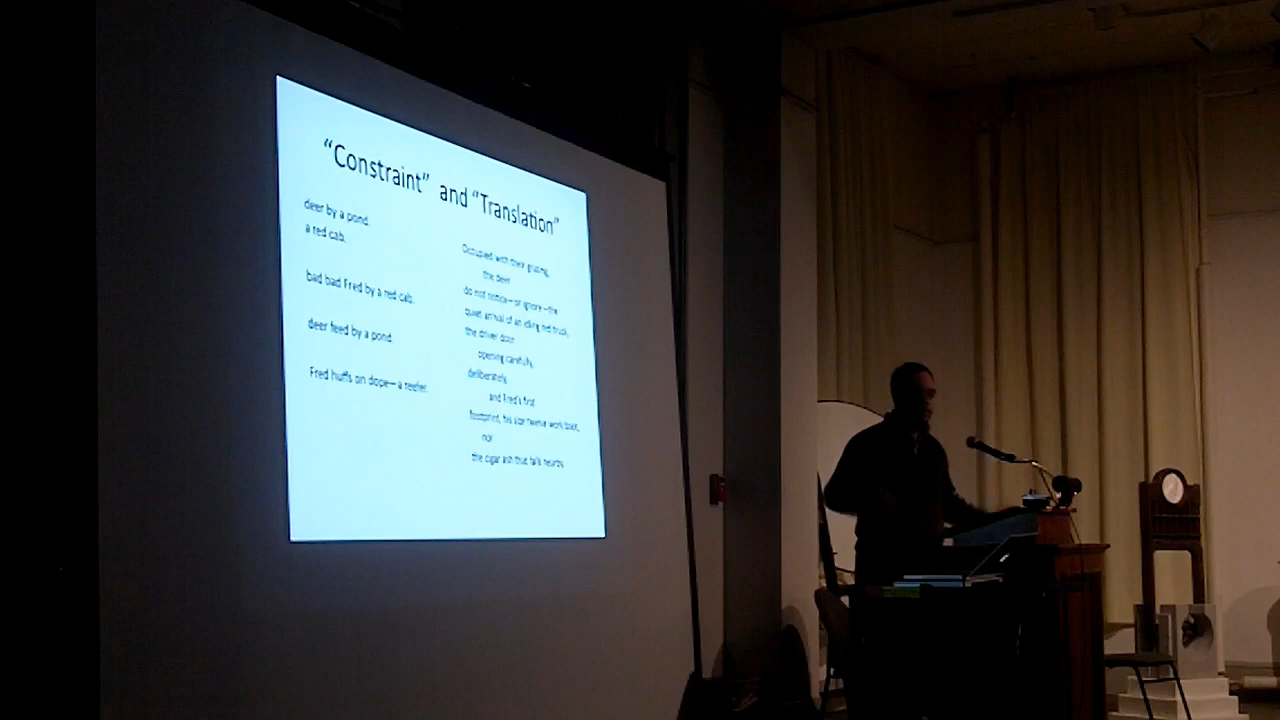 “Constraint” and “Translation”
deer by a pond.
a red cab.
bad bad Fred by a red cab.
deer feed by a pond.
Fred huffs on dope—a reefer.
Occupied with their grazing,
the deer
do not notice—or ignore—the
quiet arrival of an idling red truck,
the driver door
opening carefully,
deliberately,
and Fred's first
footprint, his size twelve work boot,
nor
the cigar ash that falls nearby.